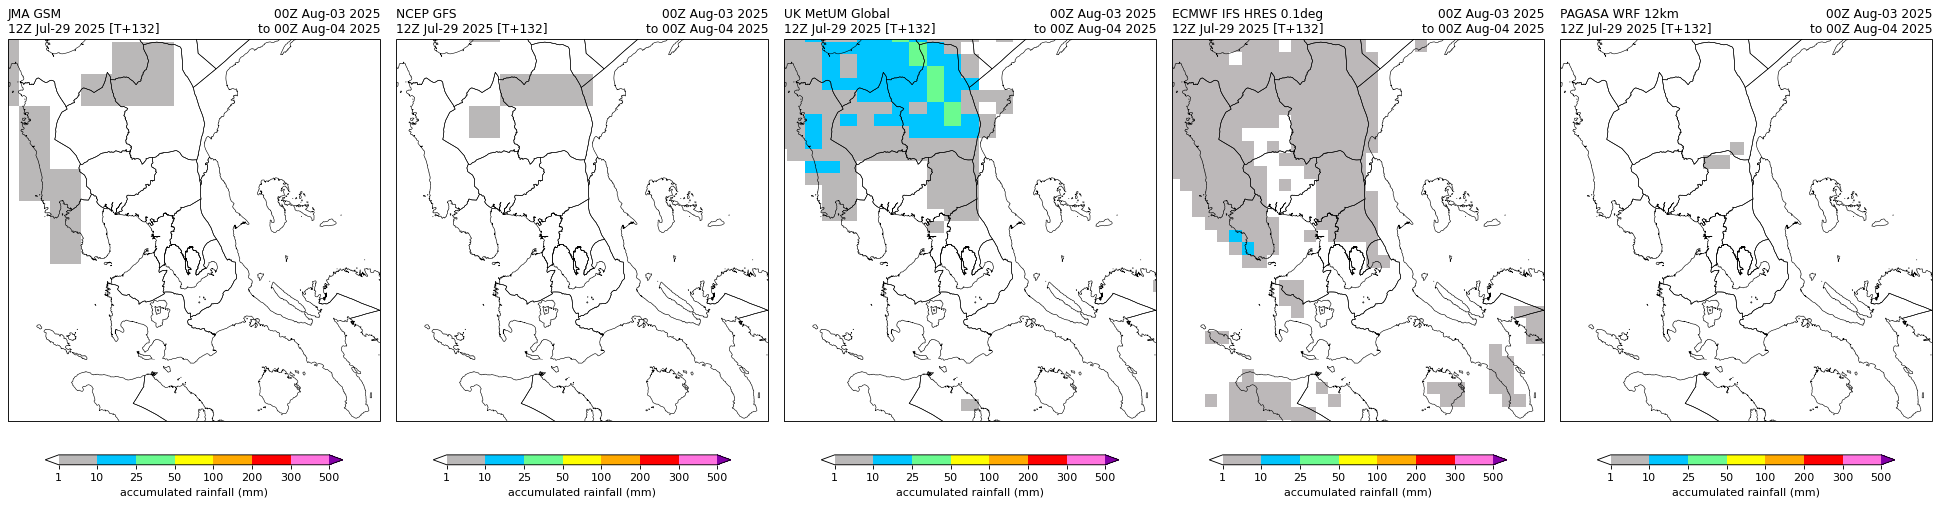 JMA GSM 00Z Aug-03 2025
12Z Jul-29 2025 [T+132] to 00Z Aug-04 2025
NCEP GFS 00Z Aug-03 2025
12Z Jul-29 2025 [T+132] to 00Z Aug-04 2025
UK MetUM Global 00Z Aug-03 2025
12Z Jul-29 2025 [T+132] to 00Z Aug-04 2025
ECMWF IFS HRES 0.1deg 00Z Aug-03 2025
12Z Jul-29 2025 [T+132] to 00Z Aug-04 2025
PAGASA WRF 12km 00Z Aug-03 2025
12Z Jul-29 2025 [T+132] to 00Z Aug-04 2025
1 10 25 50 100 200 300 500
accumulated rainfall (mm)
1 10 25 50 100 200 300 500
accumulated rainfall (mm)
1 10 25 50 100 200 300 500
accumulated rainfall (mm)
1 10 25 50 100 200 300 500
accumulated rainfall (mm)
1 10 25 50 100 200 300 500
accumulated rainfall (mm)